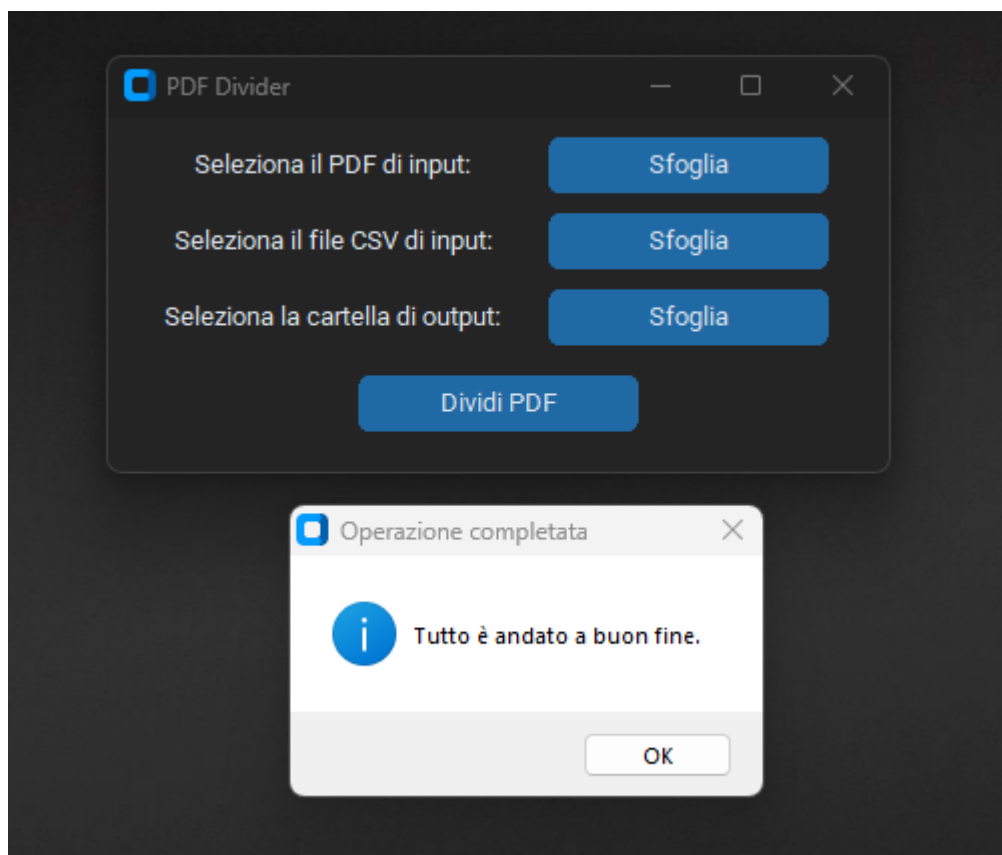 PDF Divider
Seleziona il PDF di input:
Sfoglia
Seleziona il file CSV di input:
Sfoglia
Seleziona la cartella di output:
Sfoglia
Dividi PDF
Operazione completata
Tutto è andato a buon fine.
OK